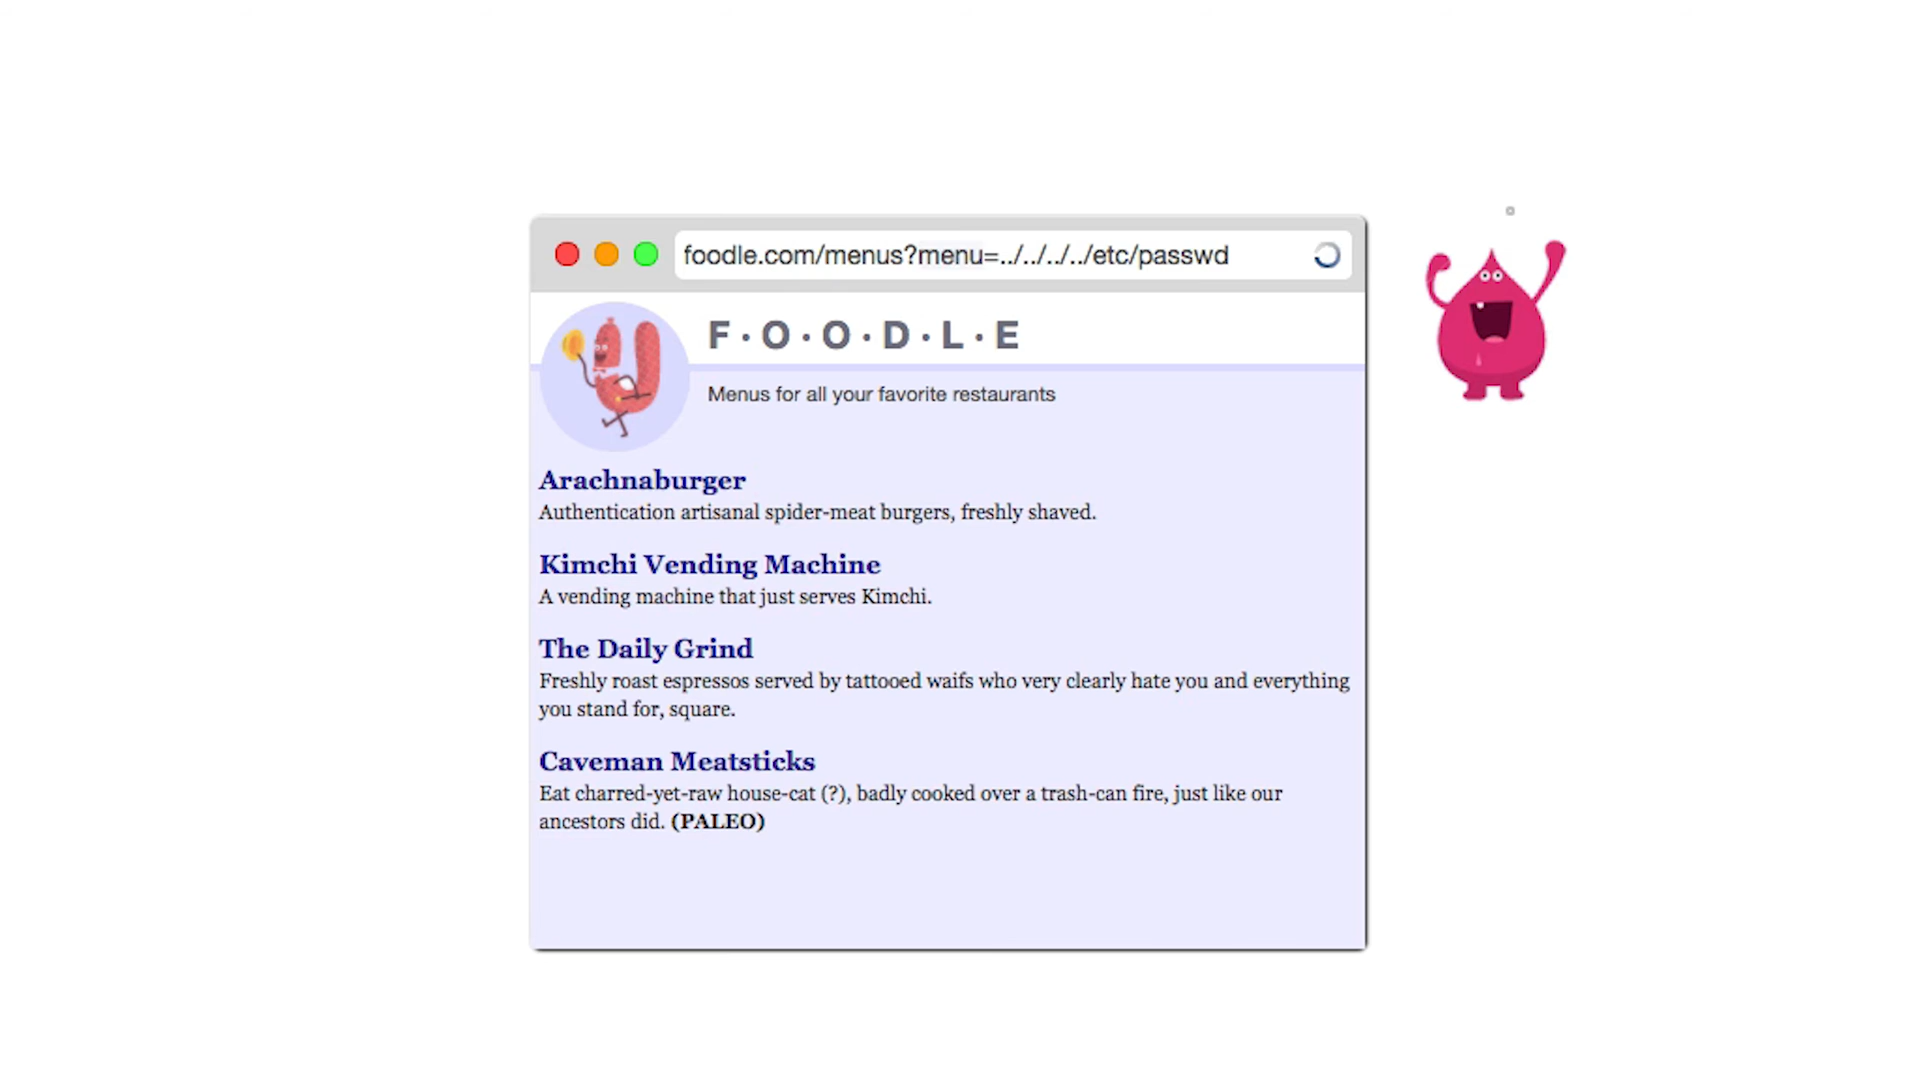 foodle.com/menus?menu=../../../../etc/passwd
F·O·O·D·L·E
Menus for all your favorite restaurants
Arachnaburger
Authentication artisanal spider-meat burgers, freshly shaved.
Kimchi Vending Machine
A vending machine that just serves Kimchi.
The Daily Grind
Freshly roast espressos served by tattooed waifs who very clearly hate you and everything
you stand for, square.
Caveman Meatsticks
Eat charred-yet-raw house-cat (?), badly cooked over a trash-can fire, just like our
ancestors did. (PALEO)